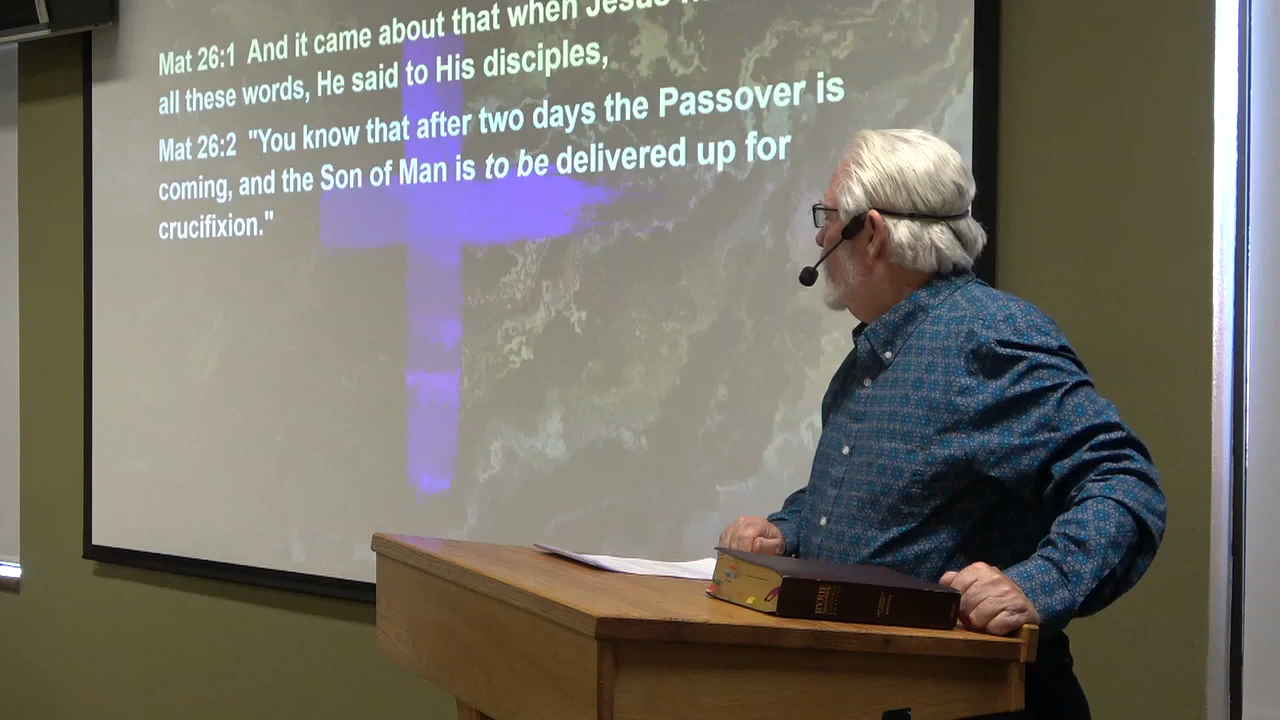 Mat 26:1 And it came about that when Jesus
all these words, He said to His disciples,
Mat 26:2 "You know that after two days the Passover is
coming, and the Son of Man is to be delivered up for
crucifixion."
RYRIE